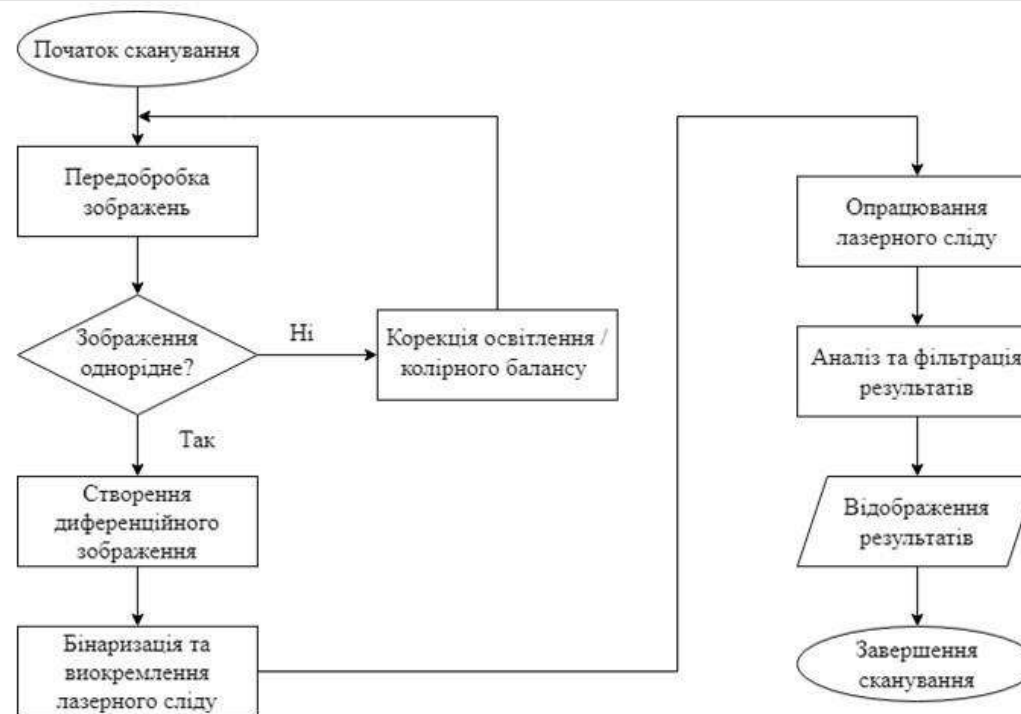 Початок сканування
Передобробка
зображень
Зображення
однорідне?
Ні
Корекція освітлення /
колірного балансу
Так
Створення
диференційного
зображення
Бінаризація та
виокремлення
лазерного сліду
Опрацювання
лазерного сліду
Аналіз та фільтрація
результатів
Відображення
результатів
Завершення
сканування